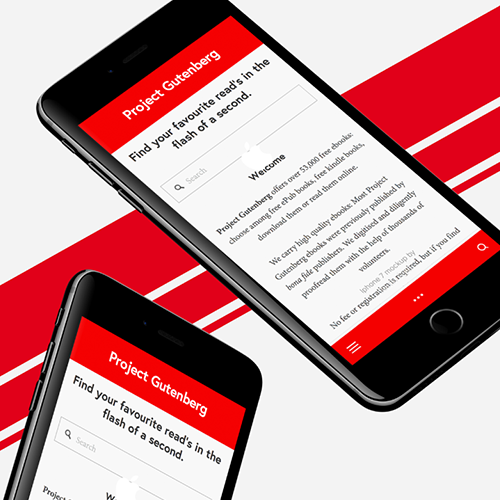 Project Gutenberg
Find your favourite read's in the
flash of a second.
Search
Welcome
Project Gutenberg offers over 53,000 free ebooks:
choose among free ePub books, free kindle books,
download them or read them online.
We carry high quality ebooks: Most Project
Gutenberg ebooks were previously published by
bona fide publishers. We digitised and diligently
proofread them with the help of thousands of
volunteers.
Iphone 7 mockup by
No fee or registration is required, but if you find
Project Gutenberg
Find your favourite read's in the
flash of a second.
Search